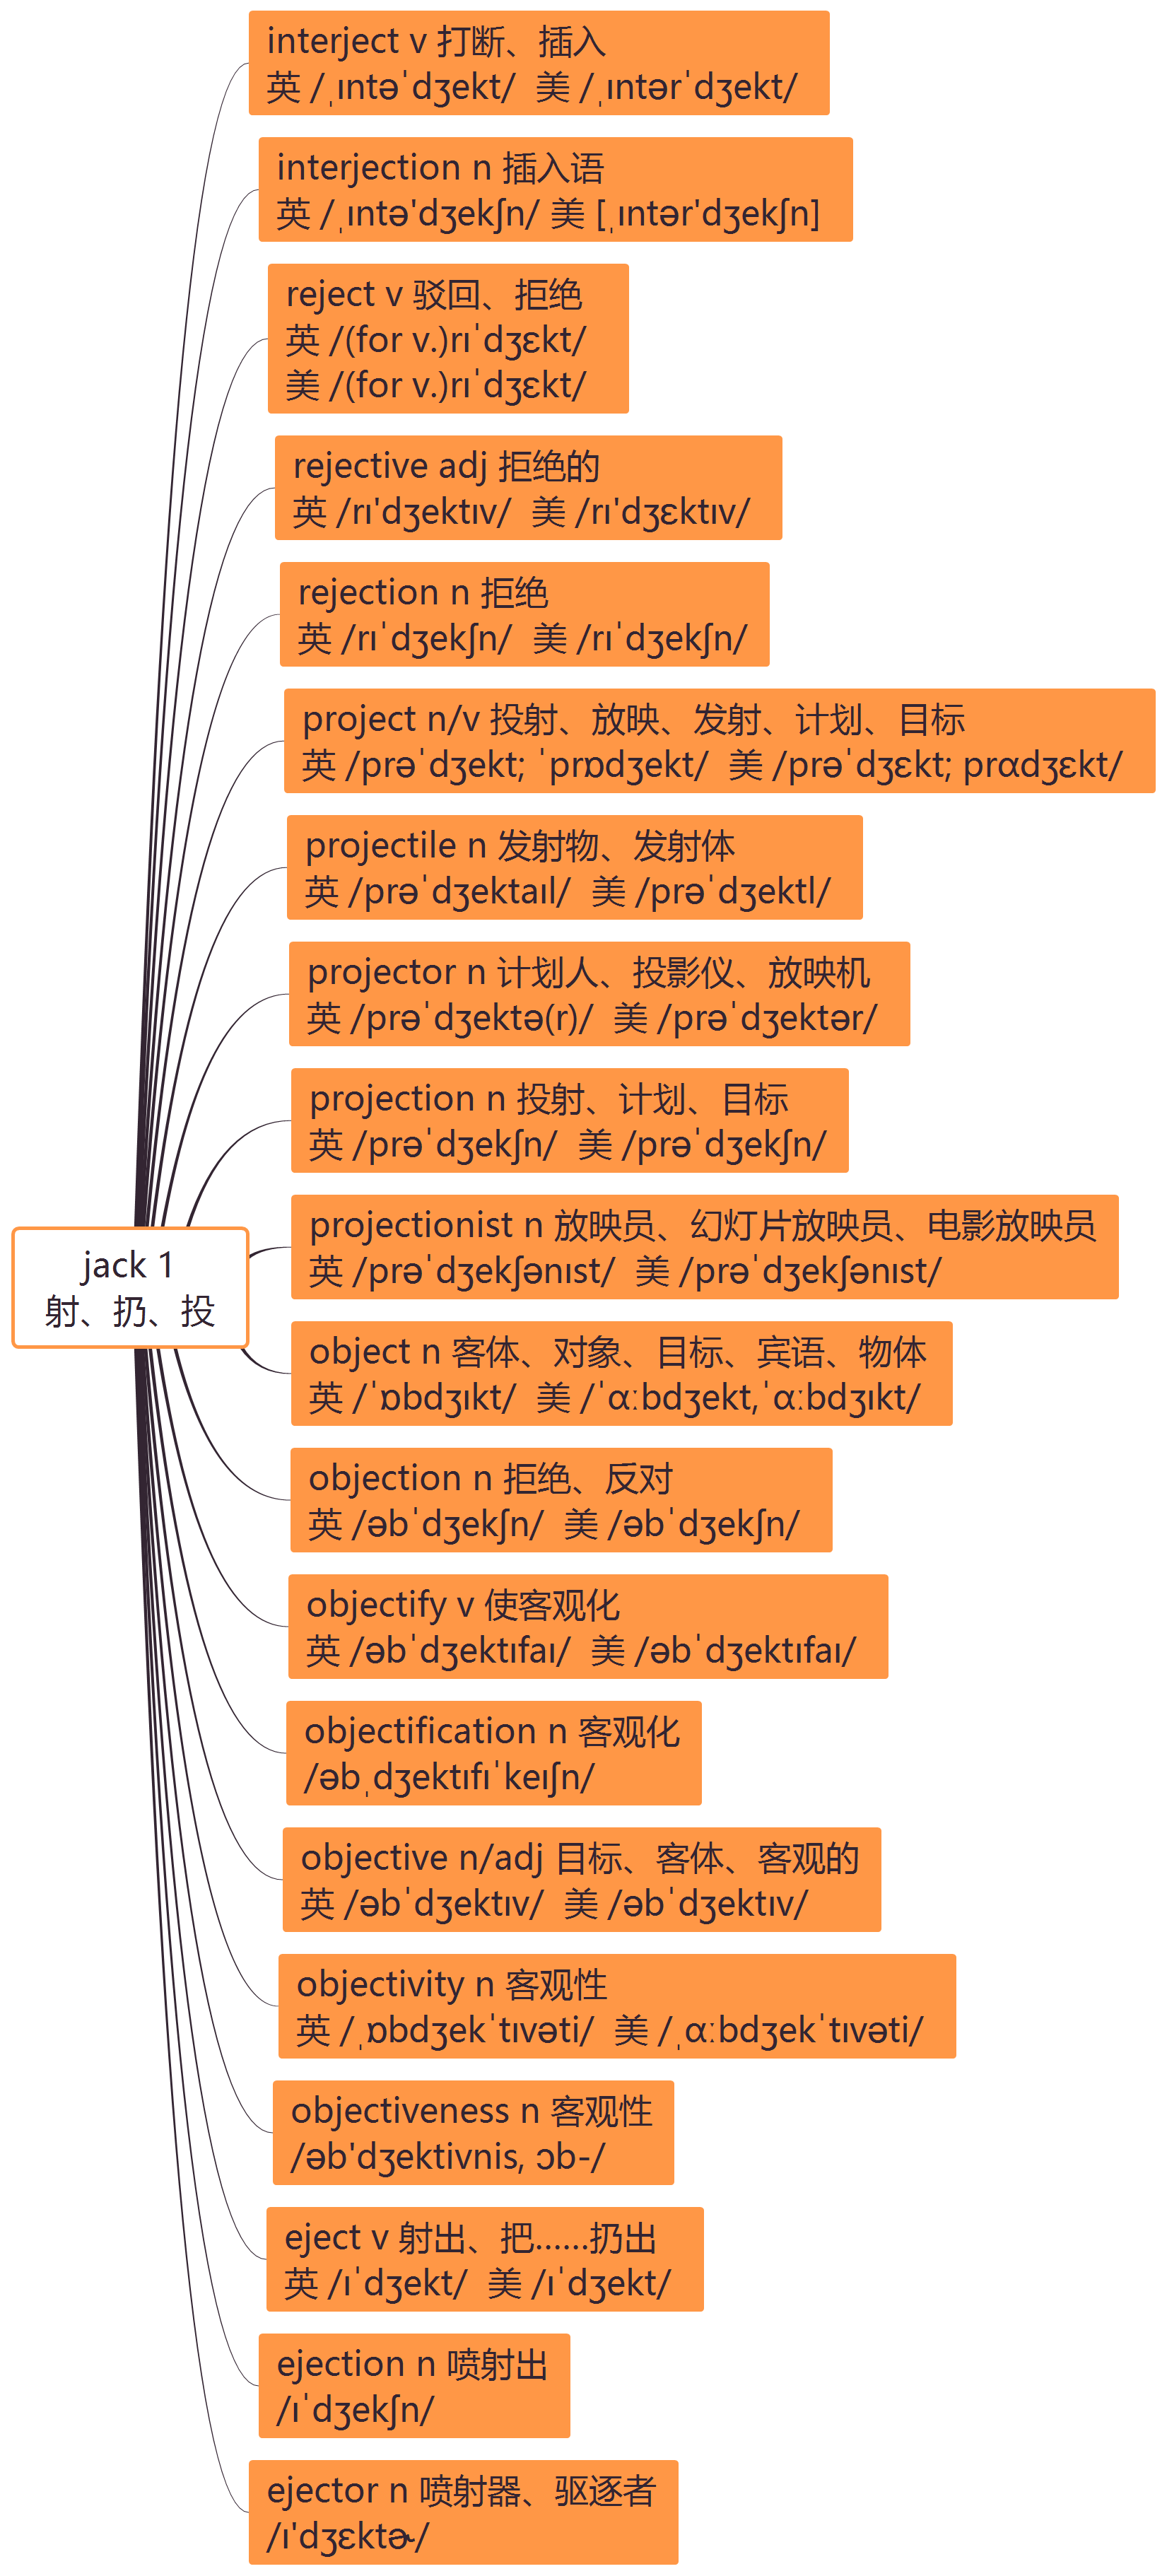 interject v 打断、插入
英 /ˌɪntəˈdʒekt/  美 /ˌɪntərˈdʒekt/
interjection n 插入语
英 /ˌɪntə'dʒekʃn/ 美 [ˌɪntər'dʒekʃn]
reject v 驳回、拒绝
英 /(for v.)rɪˈdʒɛkt/
美 /(for v.)rɪˈdʒɛkt/
rejective adj 拒绝的
英 /rɪ'dʒektɪv/  美 /rɪ'dʒɛktɪv/
rejection n 拒绝
英 /rɪˈdʒekʃn/  美 /rɪˈdʒekʃn/
project n/v 投射、放映、发射、计划、目标
英 /prəˈdʒekt; ˈprɒdʒekt/  美 /prəˈdʒɛkt; prɑdʒɛkt/
projectile n 发射物、发射体
英 /prəˈdʒektaɪl/  美 /prəˈdʒektl/
projector n 计划人、投影仪、放映机
英 /prəˈdʒektə(r)/  美 /prəˈdʒektər/
projection n 投射、计划、目标
英 /prəˈdʒekʃn/  美 /prəˈdʒekʃn/
projectionist n 放映员、幻灯片放映员、电影放映员
英 /prəˈdʒekʃənɪst/  美 /prəˈdʒekʃənɪst/
jack 1
射、扔、投
object n 客体、对象、目标、宾语、物体
英 /ˈɒbdʒɪkt/  美 /ˈɑːbdʒekt,ˈɑːbdʒɪkt/
objection n 拒绝、反对
英 /əbˈdʒekʃn/  美 /əbˈdʒekʃn/
objectify v 使客观化
英 /əbˈdʒektɪfaɪ/  美 /əbˈdʒektɪfaɪ/
objectification n 客观化
/əbˌdʒektɪfɪˈkeɪʃn/
objective n/adj 目标、客体、客观的
英 /əbˈdʒektɪv/  美 /əbˈdʒektɪv/
objectivity n 客观性
英 /ˌɒbdʒekˈtɪvəti/  美 /ˌɑːbdʒekˈtɪvəti/
objectiveness n 客观性
/əb'dʒektivnis, ɔb-/
eject v 射出、把……扔出
英 /ɪˈdʒekt/  美 /ɪˈdʒekt/
ejection n 喷射出
/ɪˈdʒekʃn/
ejector n 喷射器、驱逐者
/ɪ'dʒɛktɚ/